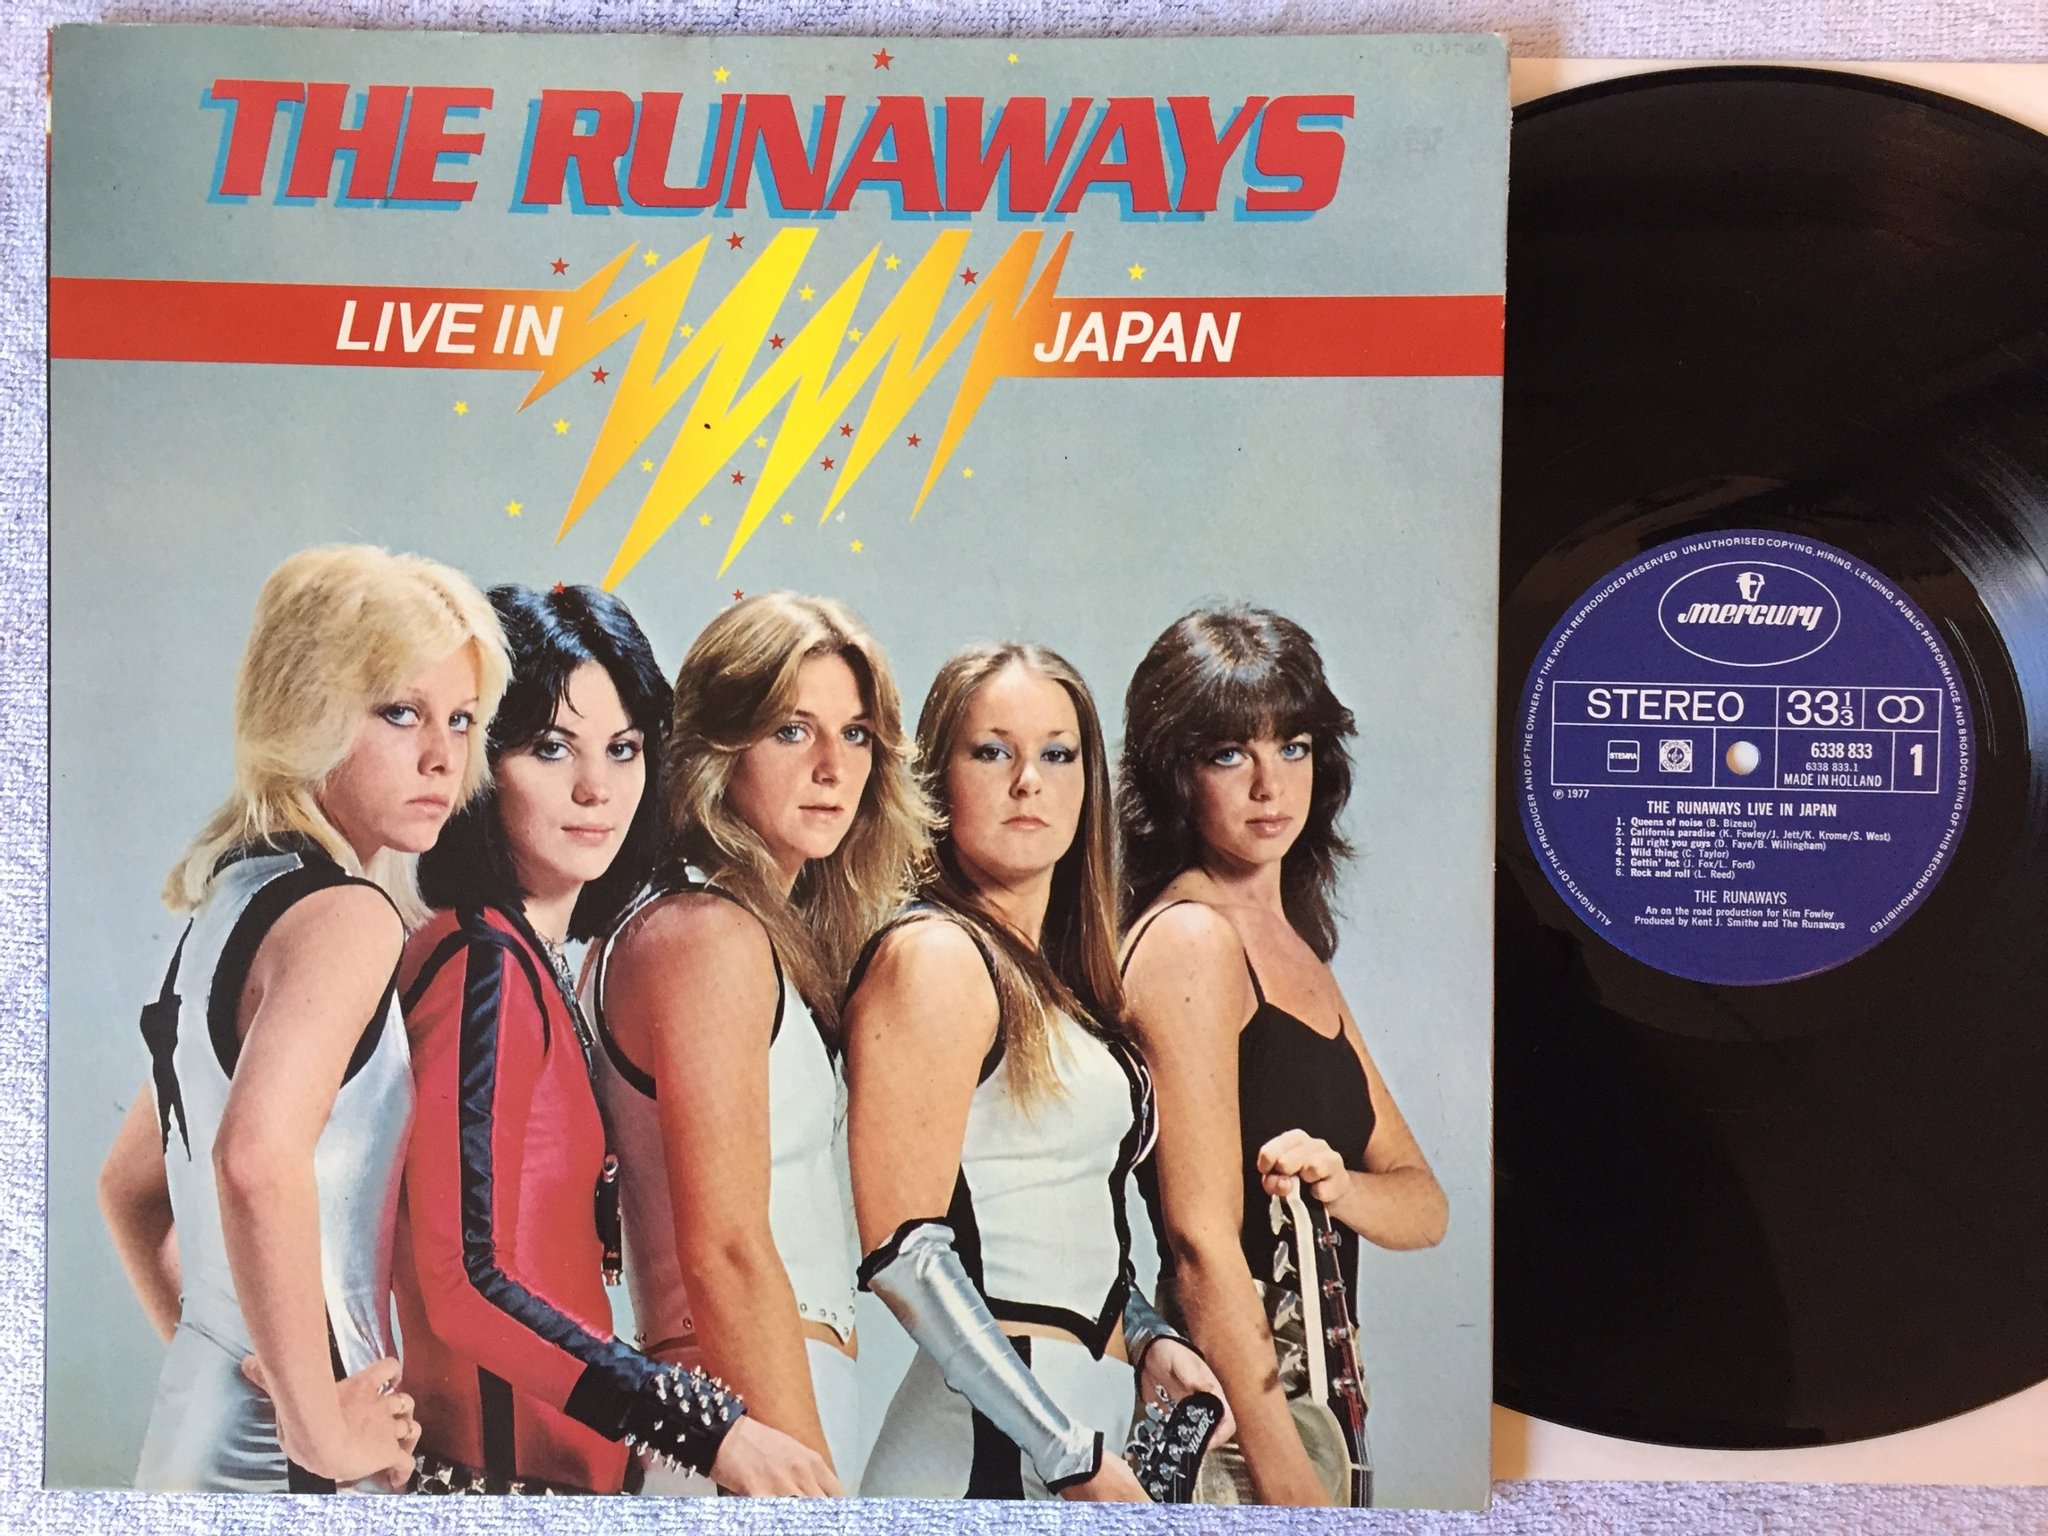 THE RUNAWAYS
LIVE IN JAPAN
HAMER
ALL RIGHTS OF THE PRODUCER AND OF THE OWNER OF THE WORK REPRODUCED RESERVED UNAUTHORISED COPYING, HIRING, LENDING, PUBLIC PERFORMANCE AND BROADCASTING OF THIS RECORD PROHIBITED
mercury
STEREO 33 1/3
STEMRA
6338 833
6338 833.1
MADE IN HOLLAND
1
℗ 1977
THE RUNAWAYS LIVE IN JAPAN
1. Queens of noise (B. Bizeau)
2. California paradise (K. Fowley/J. Jett/K. Krome/S. West)
3. All right you guys (D. Faye/B. Willingham)
4. Wild thing (C. Taylor)
5. Gettin' hot (J. Fox/L. Ford)
6. Rock and roll (L. Reed)
THE RUNAWAYS
An on the road production for Kim Fowley
Produced by Kent J. Smithe and The Runaways